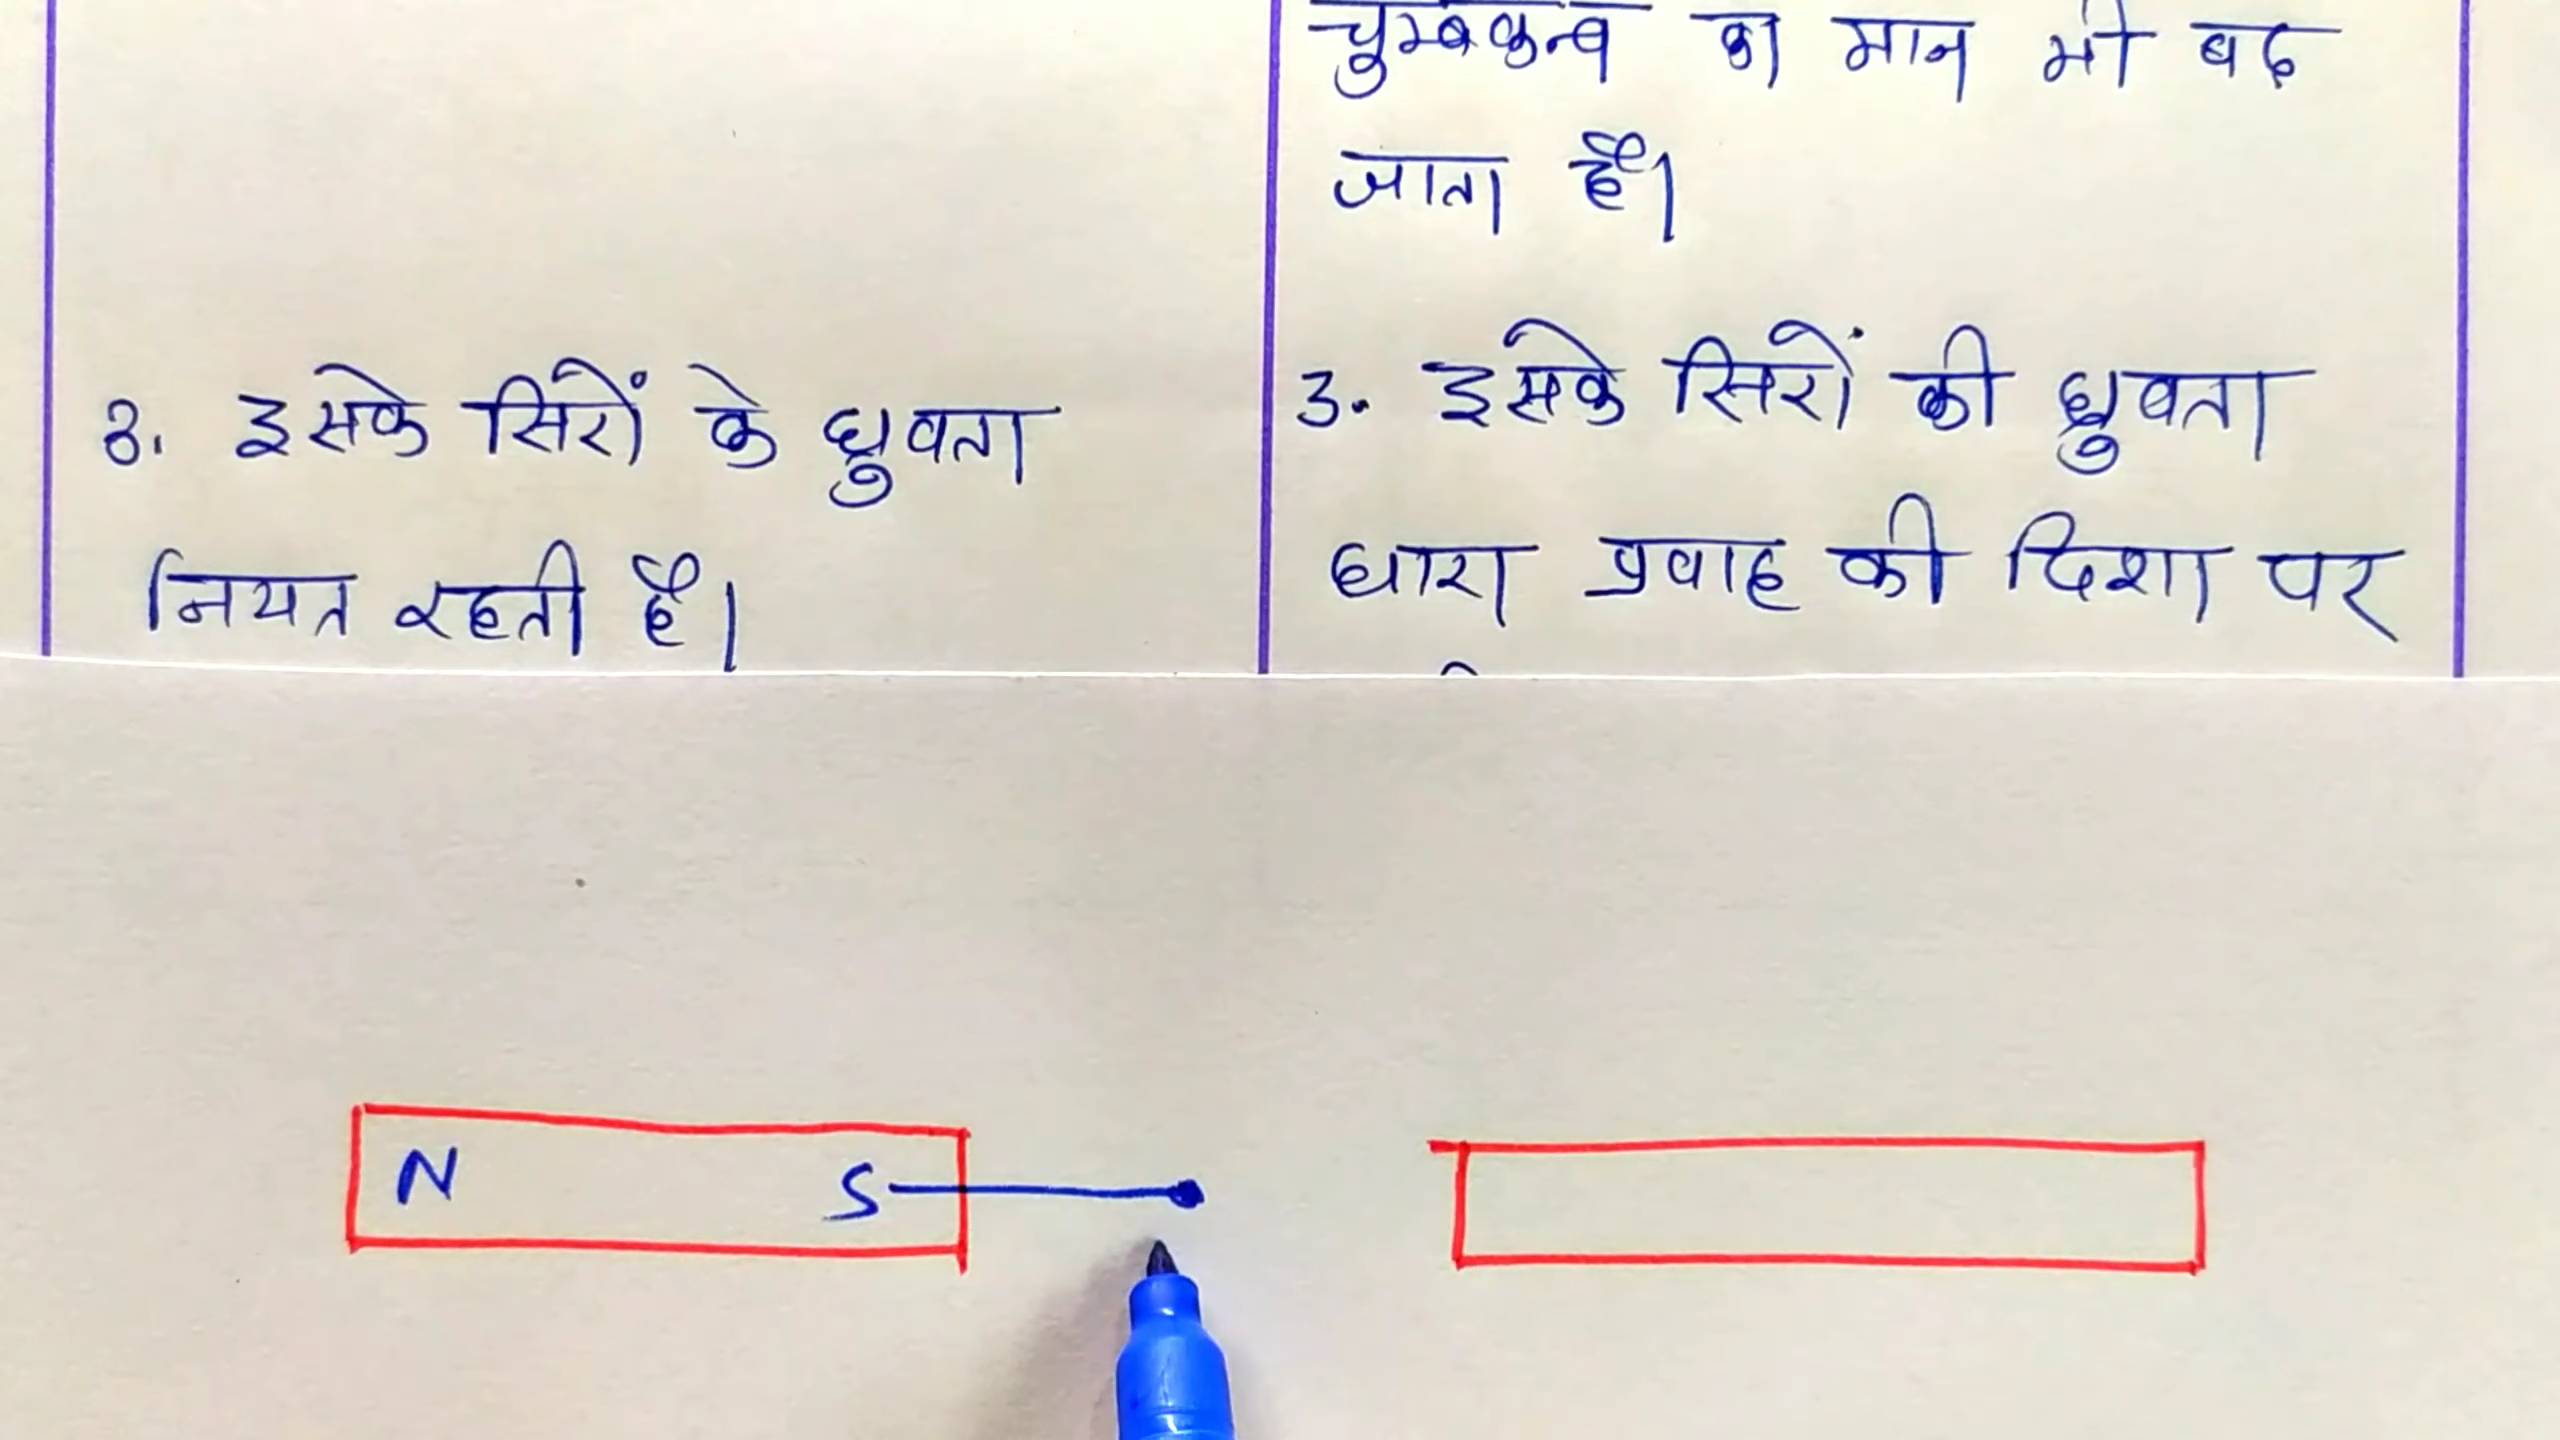 चुम्बकत्व का मान भी बढ़
जाता है।
3. इसके सिरों के ध्रुवता
नियत रहती है।
3. इसके सिरों की ध्रुवता
धारा प्रवाह की दिशा पर
N S